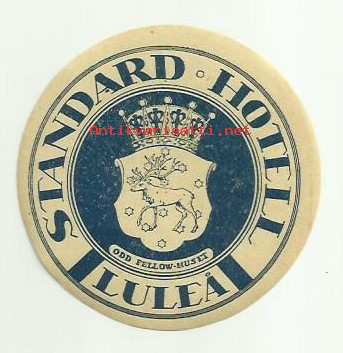 STANDARD · HOTELL
Antikvariaatti.net
ODD FELLOW-HUSET
LULEÅ